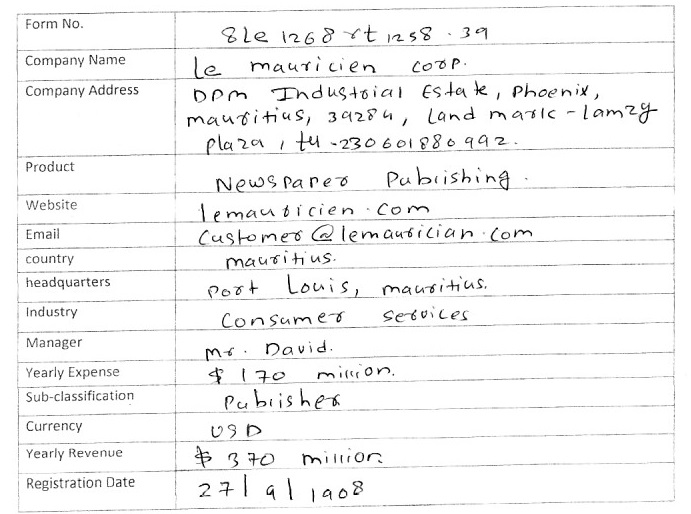 Form No. 8le 1268 rt 1258.39
Company Name le mauricien corp.
Company Address DPM Industrial Estate, Phoenix,
mauritius, 39284, Land mark - lamzy
plaza, tel - 230601880992.
Product Newspaper Publishing.
Website lemauricien.com
Email Customer@lemaurician.com
country mauritius.
headquarters port Louis, mauritius.
Industry Consumer services
Manager mr. David.
Yearly Expense $ 170 million.
Sub-classification Publisher
Currency USD
Yearly Revenue $ 370 million
Registration Date 27/9/1908